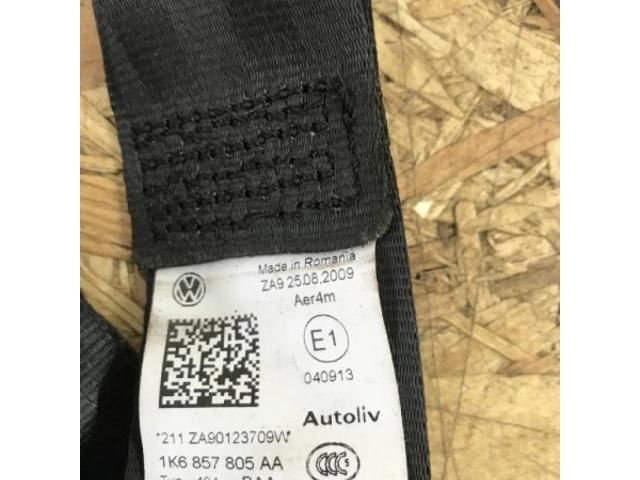 Made in Romania
ZA9 25.08.2009
Aer4m
E1
040913
Autoliv
*211 ZA90123709W*
1K6 857 805 AA